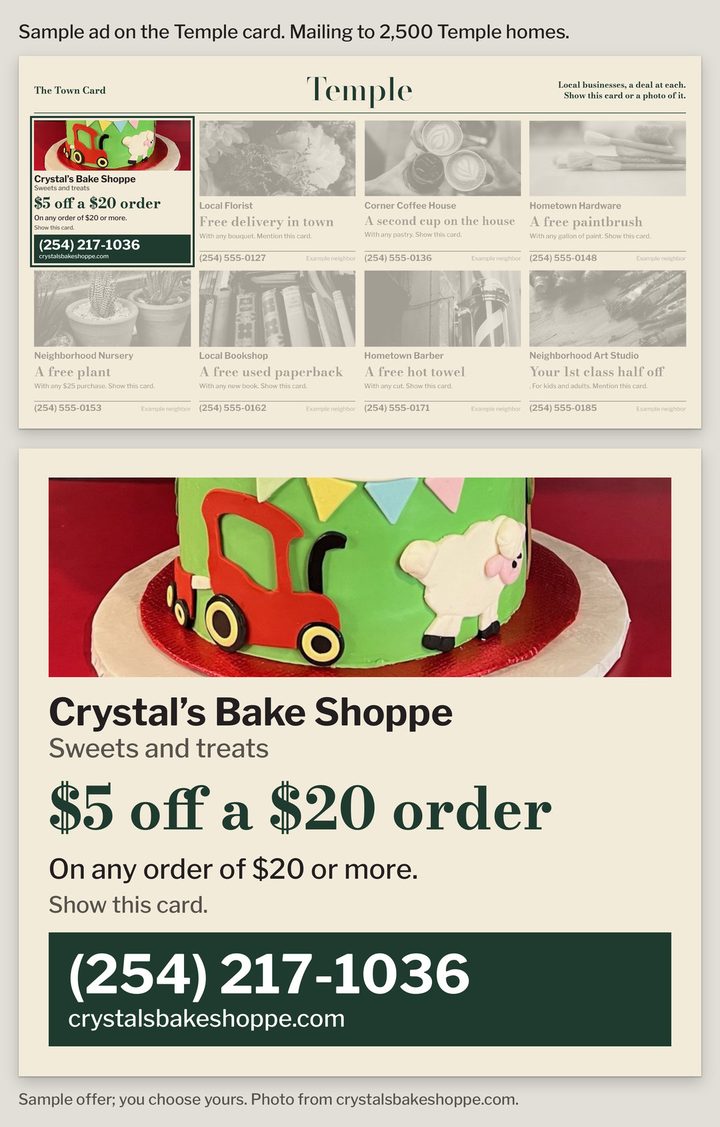 Sample ad on the Temple card. Mailing to 2,500 Temple homes.
The Town Card
Temple
Local businesses, a deal at each.
Show this card or a photo of it.
Crystal’s Bake Shoppe
Sweets and treats
$5 off a $20 order
On any order of $20 or more.
Show this card.
(254) 217-1036
crystalsbakeshoppe.com
Local Florist
Free delivery in town
With any bouquet. Mention this card.
(254) 555-0127
Example neighbor
Corner Coffee House
A second cup on the house
With any pastry. Show this card.
(254) 555-0136
Example neighbor
Hometown Hardware
A free paintbrush
With any gallon of paint. Show this card.
(254) 555-0148
Example neighbor
Neighborhood Nursery
A free plant
With any $25 purchase. Show this card.
(254) 555-0153
Example neighbor
Local Bookshop
A free used paperback
With any new book. Show this card.
(254) 555-0162
Example neighbor
Hometown Barber
A free hot towel
With any cut. Show this card.
(254) 555-0171
Example neighbor
Neighborhood Art Studio
Your 1st class half off
For kids and adults. Mention this card.
(254) 555-0185
Example neighbor
Crystal’s Bake Shoppe
Sweets and treats
$5 off a $20 order
On any order of $20 or more.
Show this card.
(254) 217-1036
crystalsbakeshoppe.com
Sample offer; you choose yours. Photo from crystalsbakeshoppe.com.